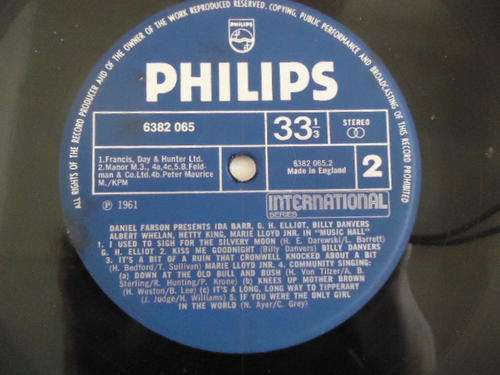 ALL RIGHTS OF THE RECORD PRODUCER AND OF THE OWNER OF THE WORK REPRODUCED RESERVED. COPYING, PUBLIC PERFORMANCE AND BROADCASTING OF THIS RECORD PROHIBITED
PHILIPS
PHILIPS
6382 065
33 1/3
STEREO
1.Francis, Day & Hunter Ltd.
2.Manor M.3., 4a,4c,5.B.Feld-
man & Co.Ltd.4b.Peter Maurice
M./KPM
6382 065.2
Made in England
2
Ⓟ 1961
INTERNATIONAL
SERIES
DANIEL FARSON PRESENTS IDA BARR, G. H. ELLIOT, BILLY DANVERS
ALBERT WHELAN, HETTY KING, MARIE LLOYD JNR. IN "MUSIC HALL"
1. I USED TO SIGH FOR THE SILVERY MOON (H. E. Darewski/L. Barrett)
G. H. ELLIOT 2. KISS ME GOODNIGHT (Billy Danvers) BILLY DANVERS
3. IT'S A BIT OF A RUIN THAT CROMWELL KNOCKED ABOUT A BIT
(H. Bedford/T. Sullivan) MARIE LLOYD JNR. 4. COMMUNITY SINGING:
(a) DOWN AT THE OLD BULL AND BUSH (H. Von Tilzer/A. B.
Sterling/R. Hunting/P. Krone) (b) KNEES UP MOTHER BROWN
(H. Weston/B. Lee) (c) IT'S A LONG, LONG WAY TO TIPPERARY
(J. Judge/H. Williams) 5. IF YOU WERE THE ONLY GIRL
IN THE WORLD (N. Ayer/C. Grey)